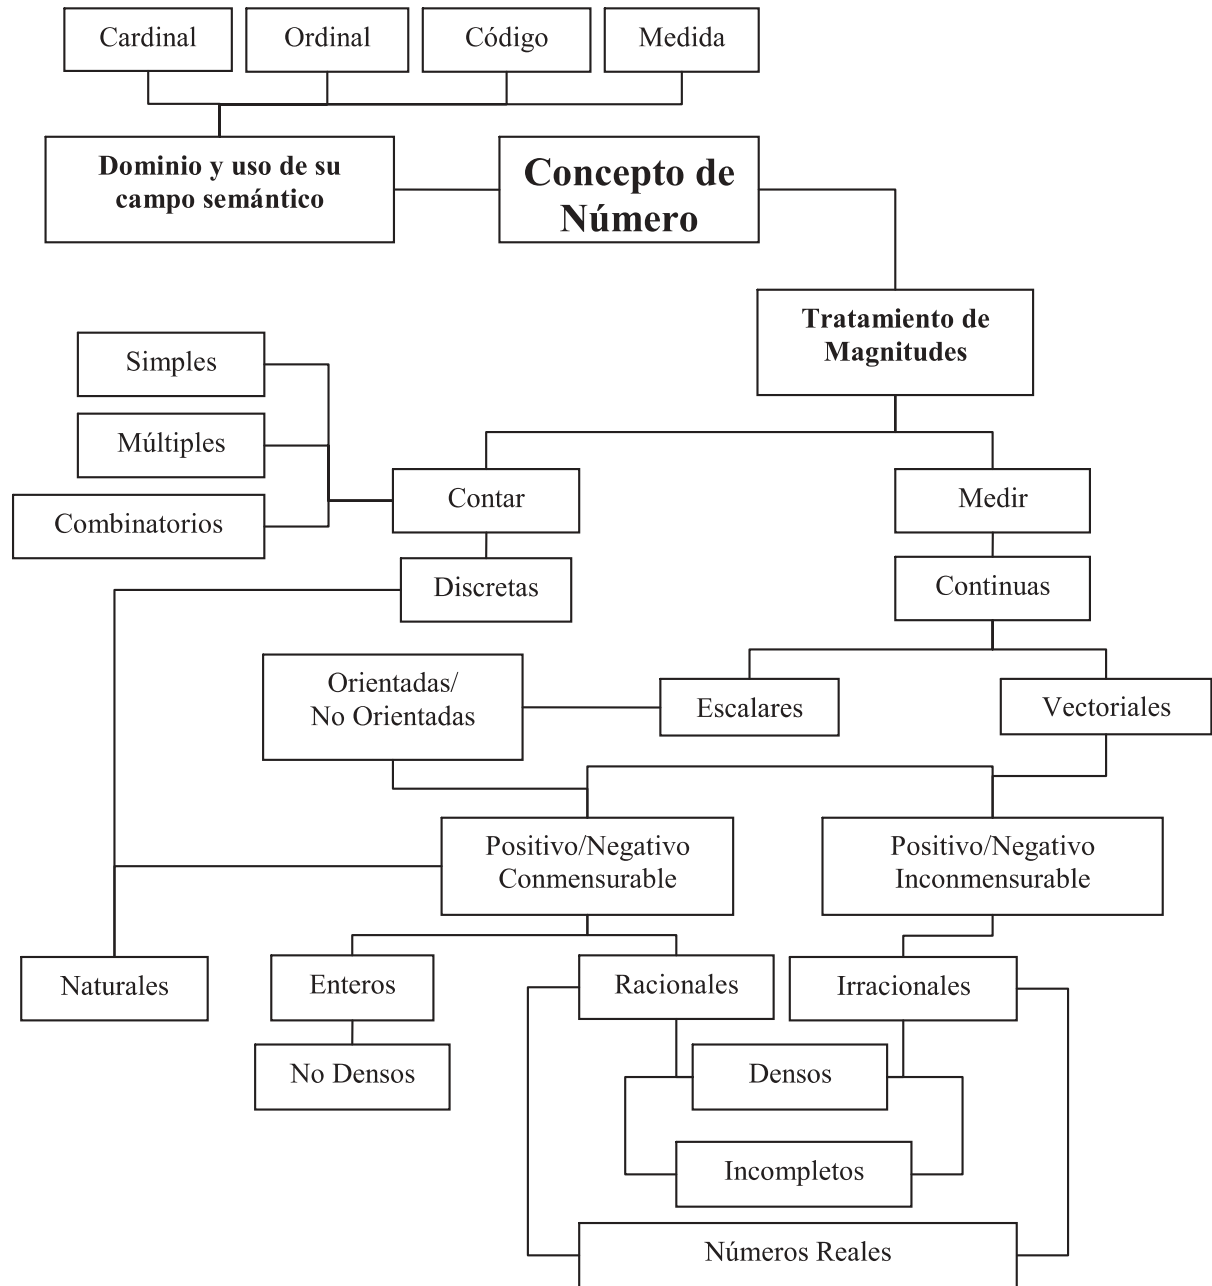 Cardinal
Ordinal
Código
Medida
Dominio y uso de su
campo semántico
Concepto de
Número
Tratamiento de
Magnitudes
Simples
Múltiples
Combinatorios
Contar
Medir
Discretas
Continuas
Orientadas/
No Orientadas
Escalares
Vectoriales
Positivo/Negativo
Conmensurable
Positivo/Negativo
Inconmensurable
Naturales
Enteros
Racionales
Irracionales
No Densos
Densos
Incompletos
Números Reales